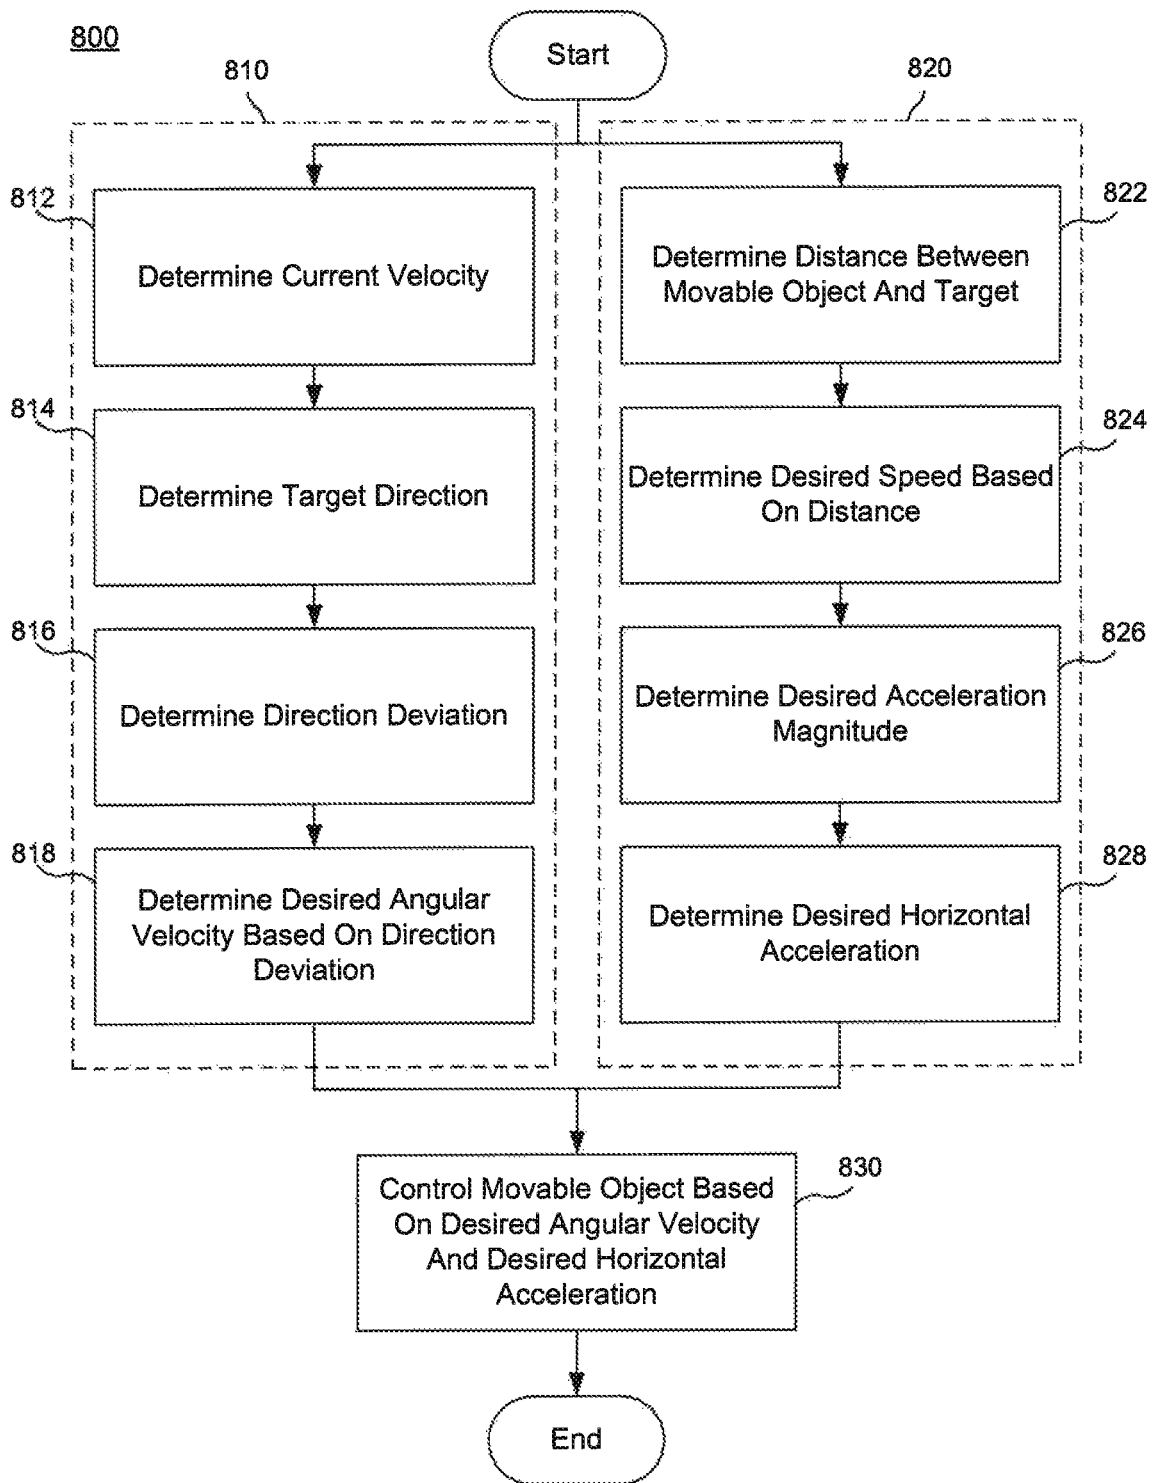 800
Start
810
820
812
Determine Current Velocity
822
Determine Distance Between
Movable Object And Target
814
Determine Target Direction
824
Determine Desired Speed Based
On Distance
816
Determine Direction Deviation
826
Determine Desired Acceleration
Magnitude
818
Determine Desired Angular
Velocity Based On Direction
Deviation
828
Determine Desired Horizontal
Acceleration
830
Control Movable Object Based
On Desired Angular Velocity
And Desired Horizontal
Acceleration
End